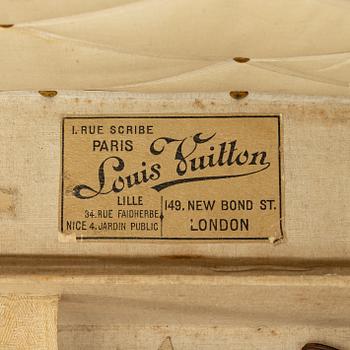 1. RUE SCRIBE
PARIS
Louis Vuitton
LILLE
34. RUE FAIDHERBE
NICE 4. JARDIN PUBLIC
149. NEW BOND ST.
LONDON